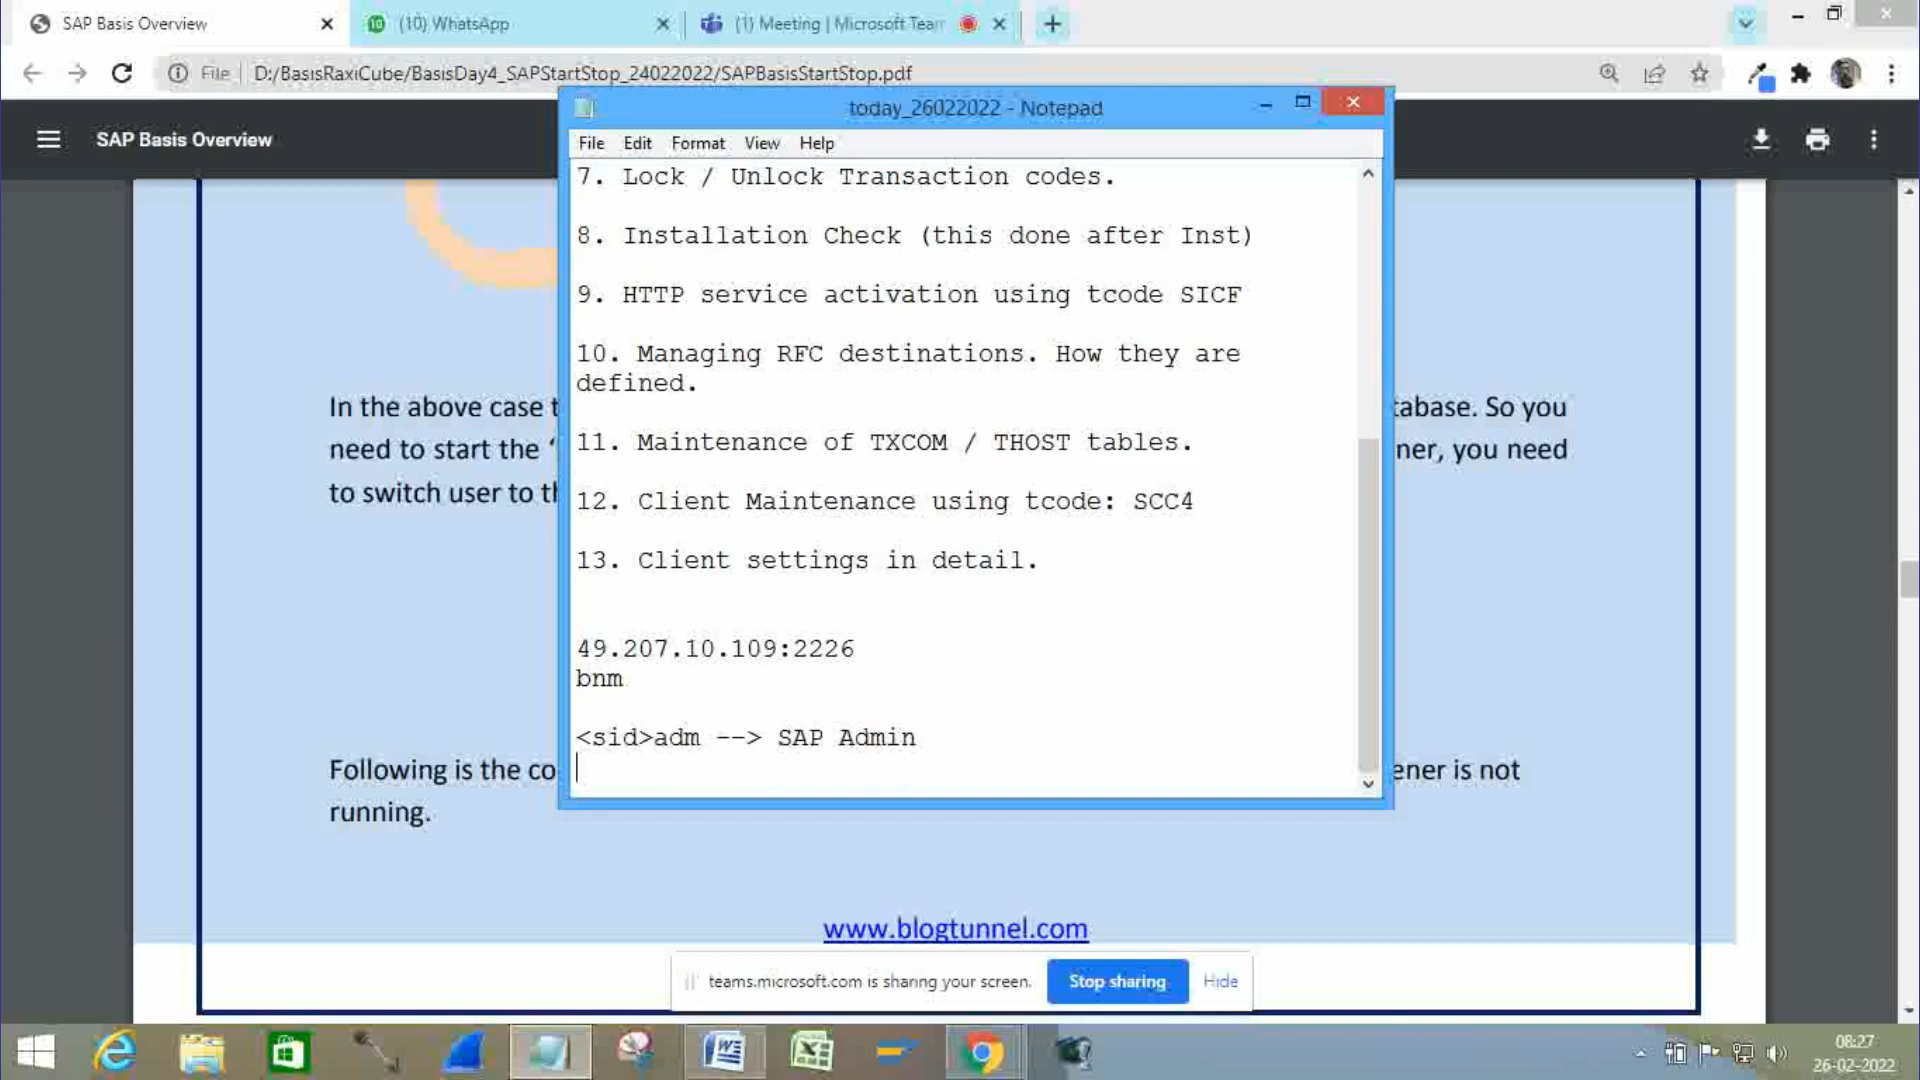 SAP Basis Overview
(10) WhatsApp
(1) Meeting | Microsoft Team
File
D:/BasisRaxiCube/BasisDay4_SAPStartStop_24022022/SAPBasisStartStop.pdf
SAP Basis Overview
today_26022022 - Notepad
File Edit Format View Help
7. Lock / Unlock Transaction codes.
8. Installation Check (this done after Inst)
9. HTTP service activation using tcode SICF
10. Managing RFC destinations. How they are
defined.
11. Maintenance of TXCOM / THOST tables.
12. Client Maintenance using tcode: SCC4
13. Client settings in detail.
49.207.10.109:2226
bnm
<sid>adm --> SAP Admin
In the above case
tabase. So you
need to start the
ner, you need
to switch user to
Following is the
ener is not
running.
www.blogtunnel.com
teams.microsoft.com is sharing your screen.
Stop sharing
Hide
08:27
26-02-2022